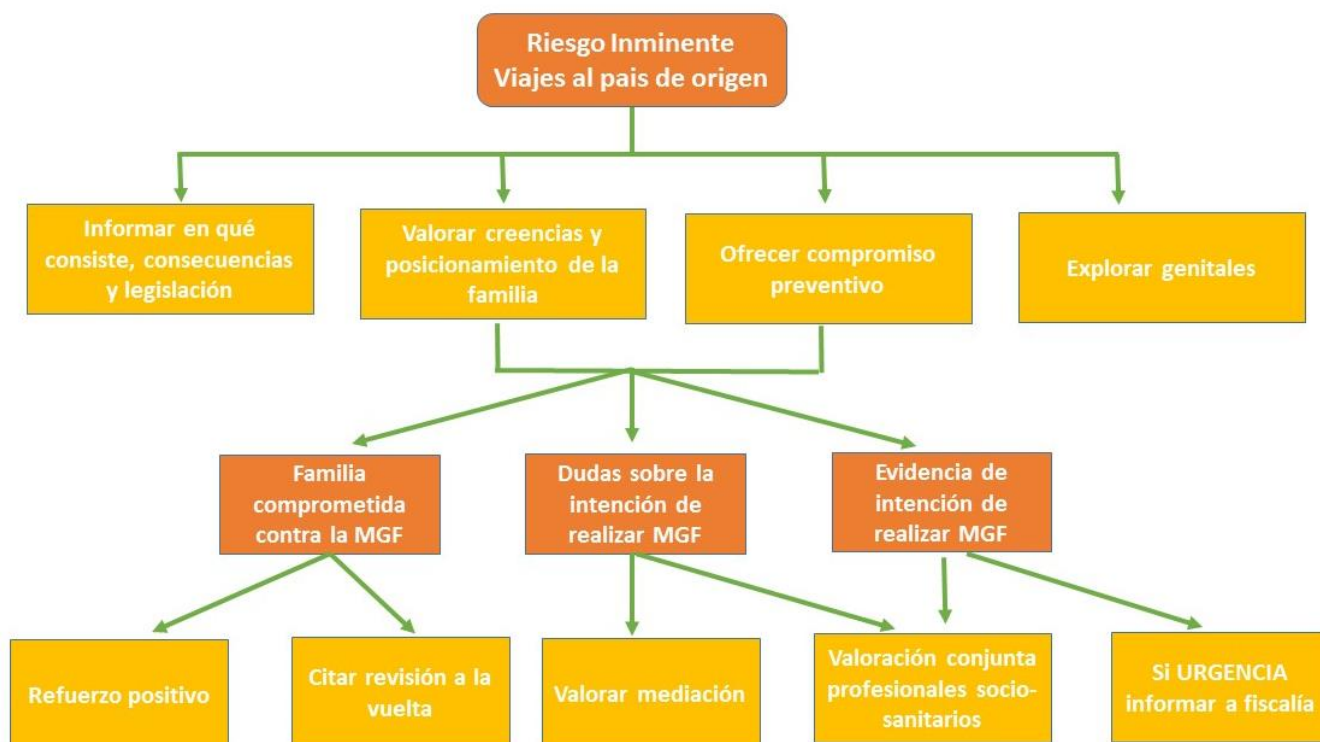 Riesgo Inminente
Viajes al pais de origen
Informar en qué
consiste, consecuencias
y legislación
Valorar creencias y
posicionamiento de la
familia
Ofrecer compromiso
preventivo
Explorar genitales
Familia
comprometida
contra la MGF
Dudas sobre la
intención de
realizar MGF
Evidencia de
intención de
realizar MGF
Refuerzo positivo
Citar revisión a la
vuelta
Valorar mediación
Valoración conjunta
profesionales socio-
sanitarios
Si URGENCIA
informar a fiscalía